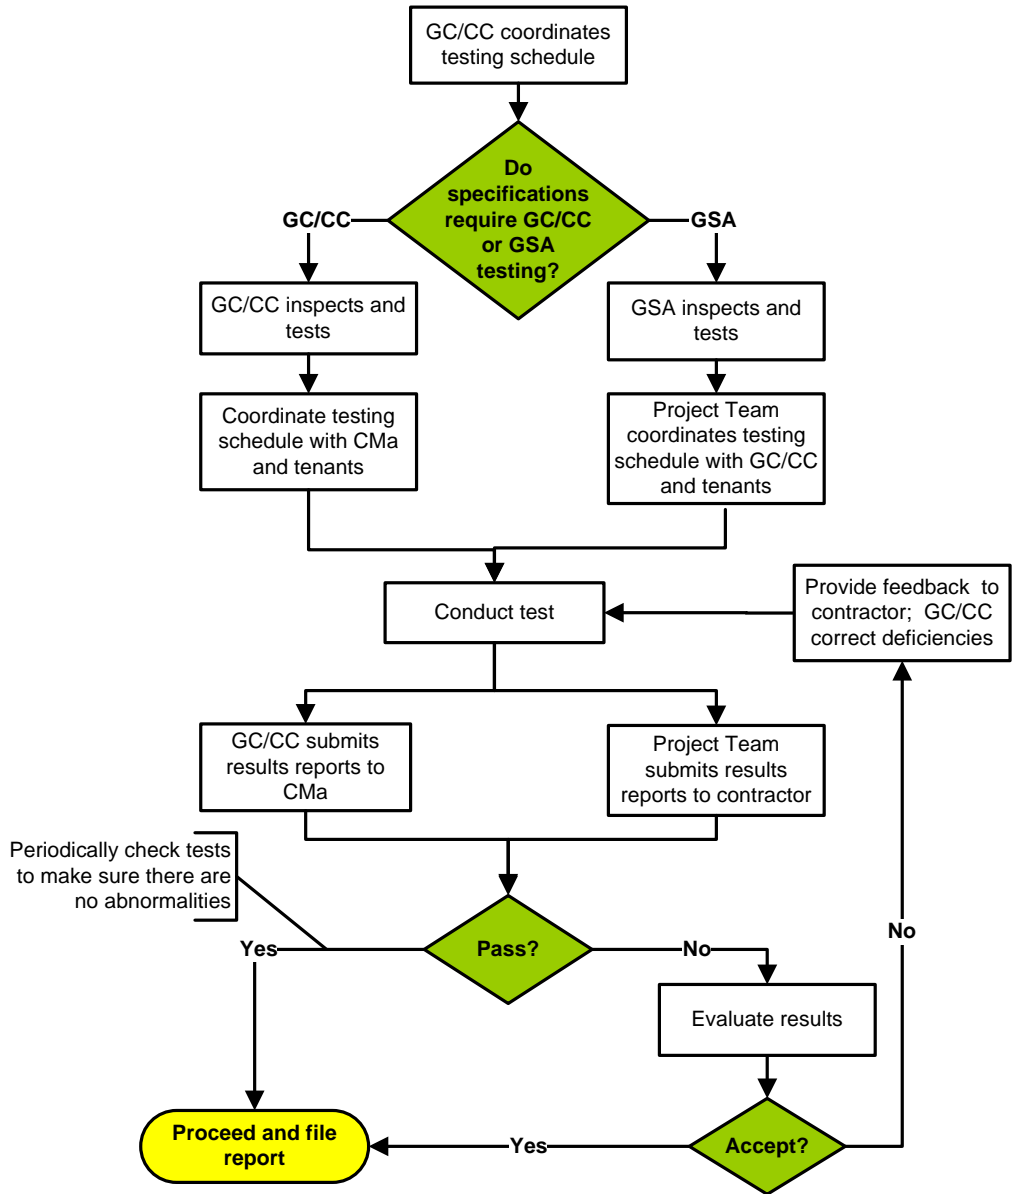 GC/CC coordinates
testing schedule
Do
specifications
require GC/CC
or GSA
testing?
GC/CC
GSA
GC/CC inspects and
tests
GSA inspects and
tests
Coordinate testing
schedule with CMa
and tenants
Project Team
coordinates testing
schedule with GC/CC
and tenants
Conduct test
Provide feedback to
contractor; GC/CC
correct deficiencies
GC/CC submits
results reports to
CMa
Project Team
submits results
reports to contractor
Periodically check tests
to make sure there are
no abnormalities
Yes
Pass?
No
No
Evaluate results
Proceed and file
report
Yes
Accept?